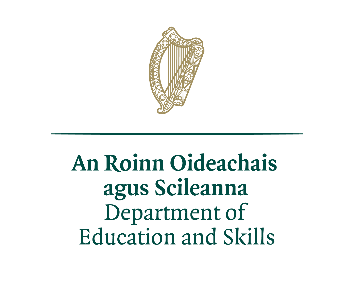 An Roinn Oideachais
agus Scileanna
Department of
Education and Skills